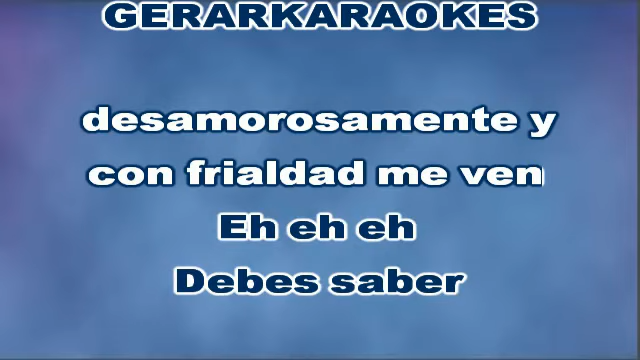 GERARKARAOKES
desamorosamente y
con frialdad me ven
Eh eh eh
Debes saber